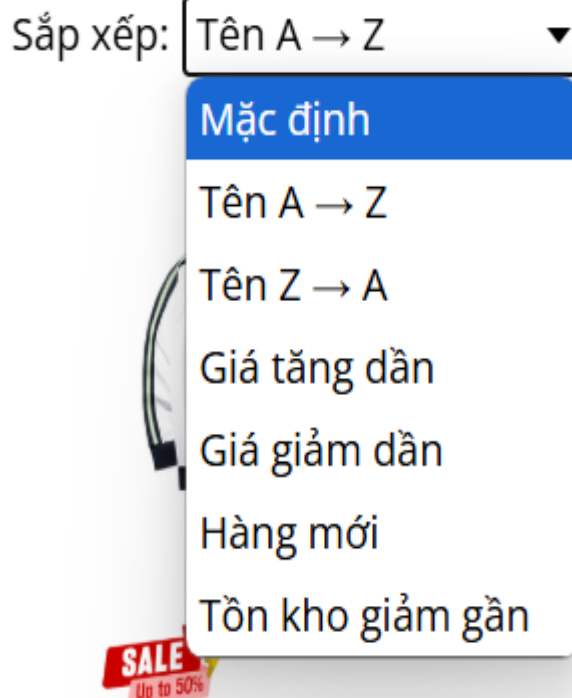 Sắp xếp: Tên A → Z
Mặc định
Tên A → Z
Tên Z → A
Giá tăng dần
Giá giảm dần
Hàng mới
Tồn kho giảm gần
SALE
Up to 50%